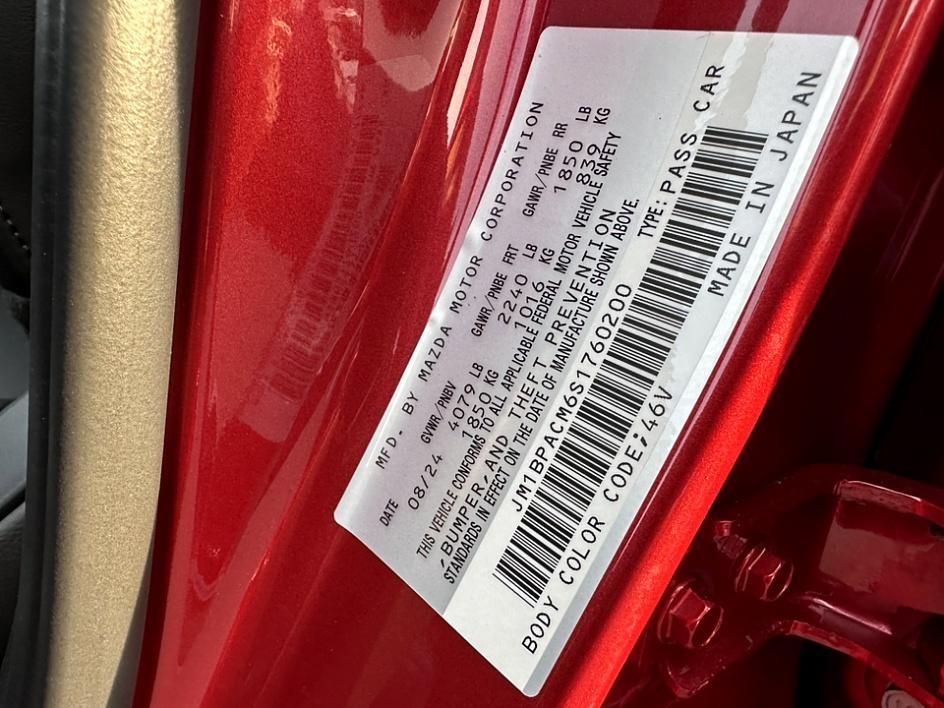 MFD. BY MAZDA MOTOR CORPORATION
DATE GVWR/PNBV GAWR/PNBE FRT GAWR/PNBE RR
08/24 4079 LB 2240 LB 1850 LB
1850 KG 1016 KG 839 KG
THIS VEHICLE CONFORMS TO ALL APPLICABLE FEDERAL MOTOR VEHICLE SAFETY
,BUMPER, AND THEFT PREVENTION
STANDARDS IN EFFECT ON THE DATE OF MANUFACTURE SHOWN ABOVE.
JM1BPACM6S1760200 TYPE:PASS CAR
BODY COLOR CODE;46V MADE IN JAPAN